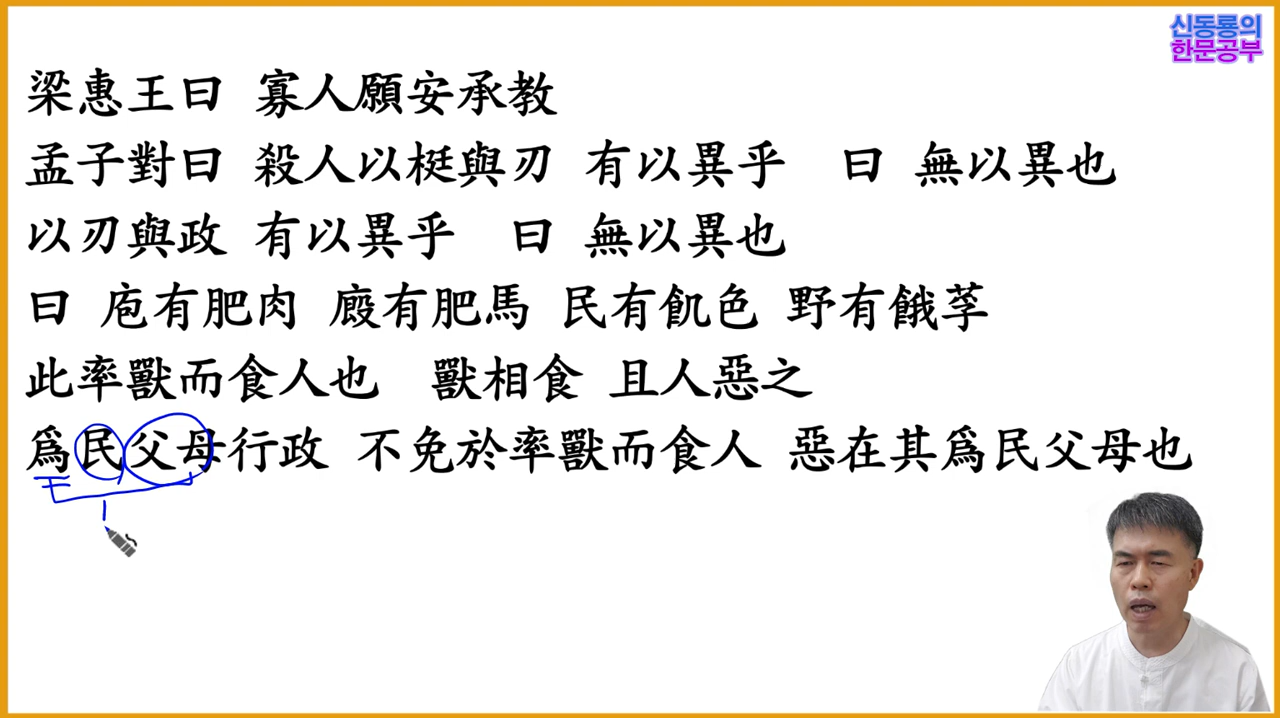 신동룡의
한문공부
梁惠王曰 寡人願安承教
孟子對曰 殺人以梃與刃 有以異乎 曰 無以異也
以刃與政 有以異乎 曰 無以異也
曰 庖有肥肉 廄有肥馬 民有飢色 野有餓莩
此率獸而食人也 獸相食 且人惡之
爲民父母行政 不免於率獸而食人 惡在其爲民父母也